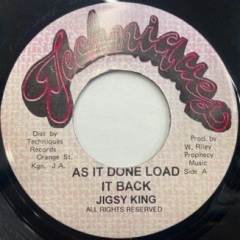 Techniques
Dist by
Techniques
Records
Orange St.
Kgn. J A.
Prod. by
W. Riley
Prophecy
Music
Side A
AS IT DONE LOAD
IT BACK
JIGSY KING
ALL RIGHTS RESERVED